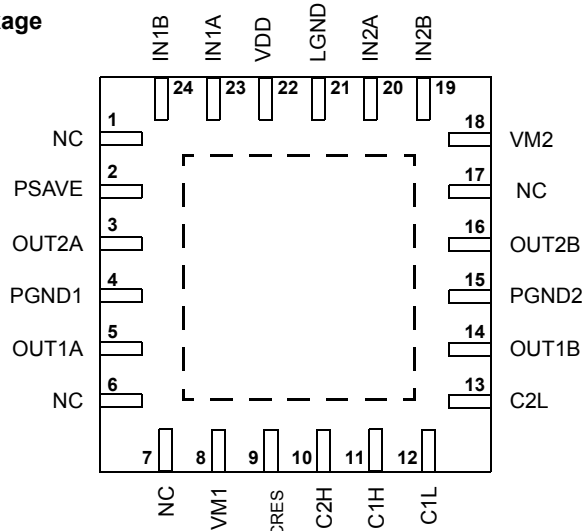 kage
IN1B
IN1A
VDD
LGND
IN2A
IN2B
24
23
22
21
20
19
1
NC
2
PSAVE
3
OUT2A
4
PGND1
5
OUT1A
6
NC
18
VM2
17
NC
16
OUT2B
15
PGND2
14
OUT1B
13
C2L
7
8
9
10
11
12
NC
VM1
CRES
C2H
C1H
C1L